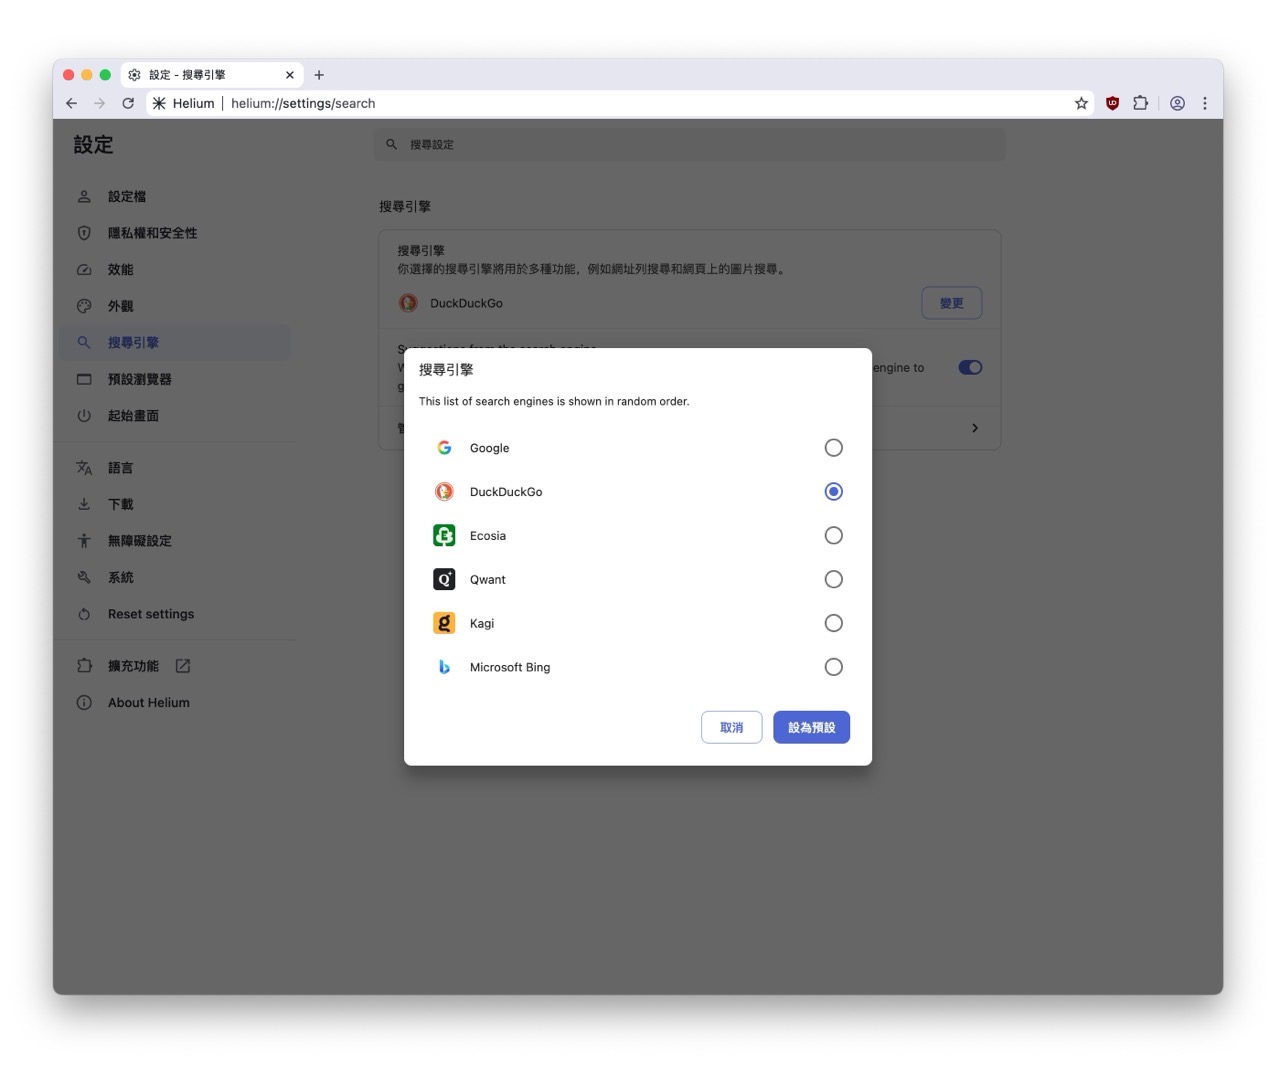 設定 - 搜尋引擎
Helium
helium://settings/search
設定
搜尋設定
設定檔
隱私權和安全性
效能
外觀
搜尋引擎
預設瀏覽器
起始畫面
語言
下載
無障礙設定
系統
Reset settings
擴充功能
About Helium
搜尋引擎
搜尋引擎
你選擇的搜尋引擎將用於多種功能，例如網址列搜尋和網頁上的圖片搜尋。
DuckDuckGo
變更
Suggestions from the search engine
engine to
搜尋引擎
This list of search engines is shown in random order.
Google
DuckDuckGo
Ecosia
Qwant
Kagi
Microsoft Bing
取消
設為預設